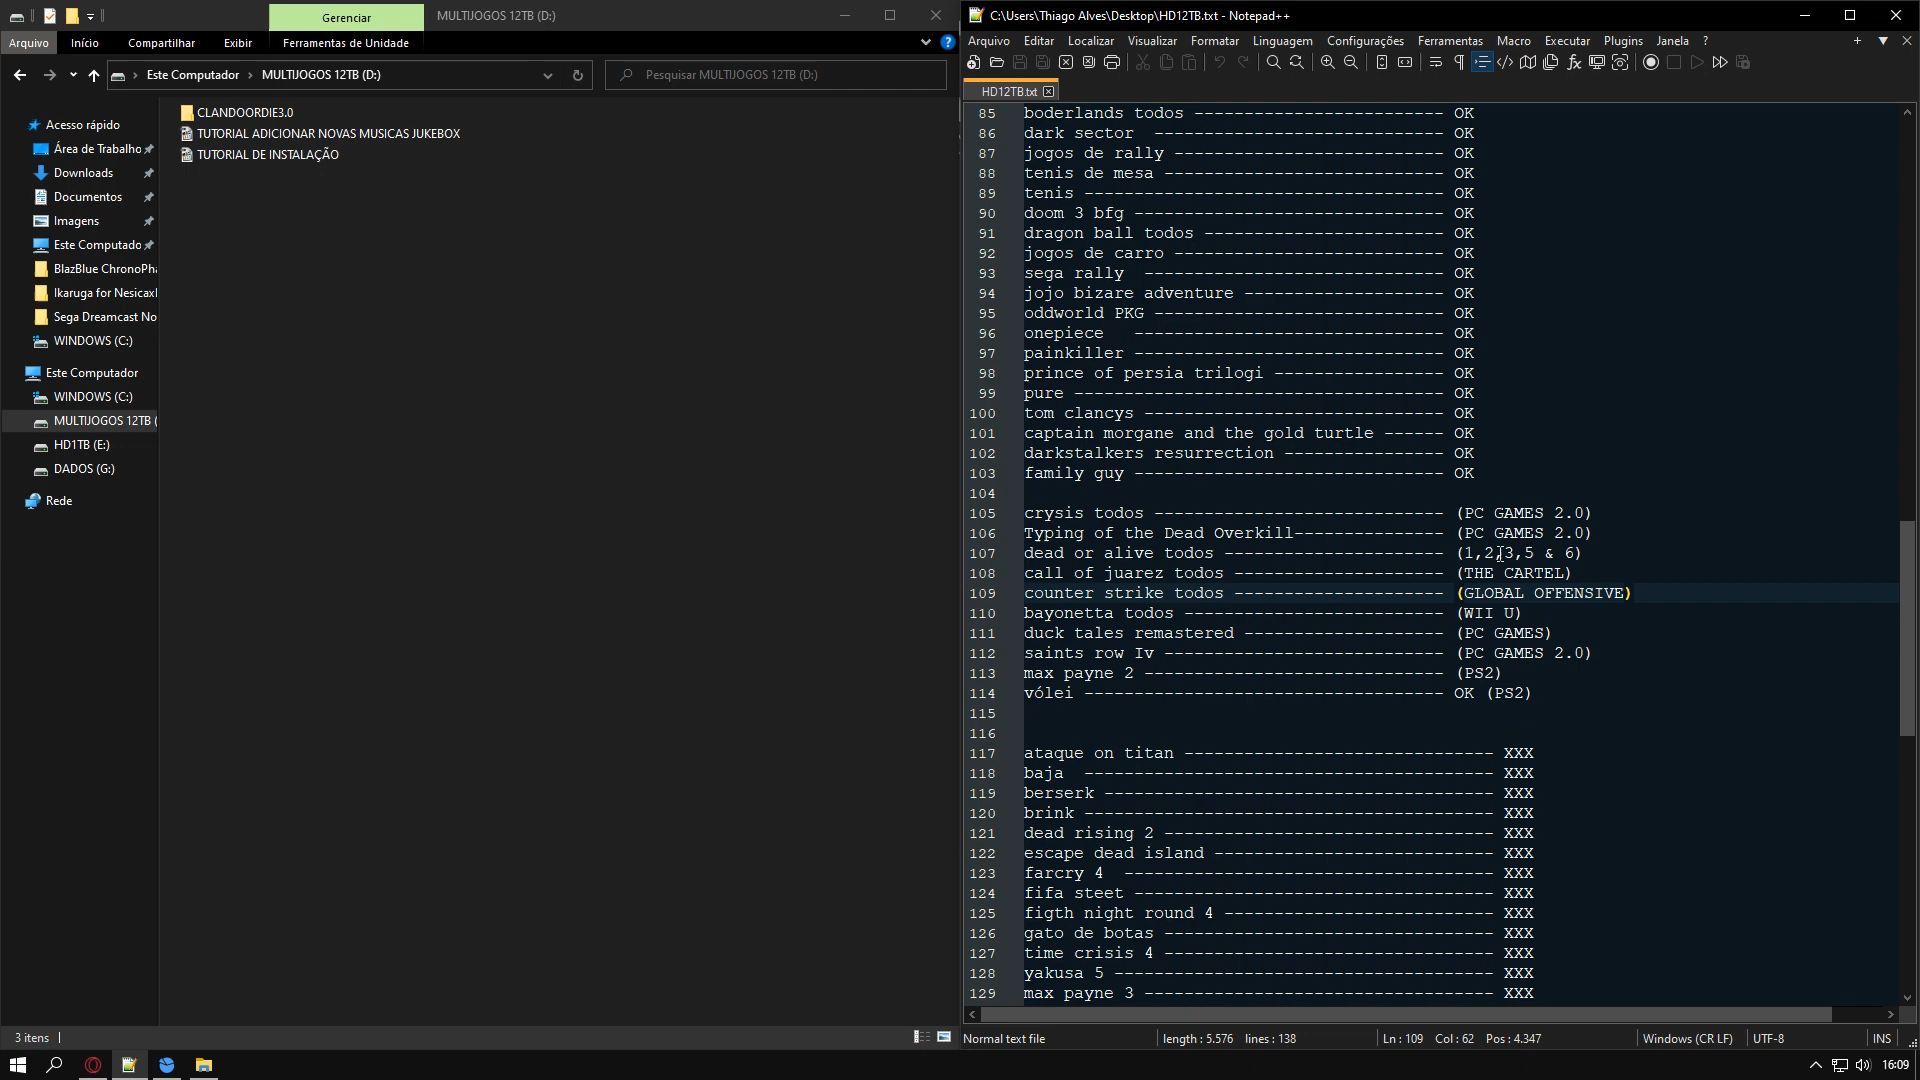 Gerenciar
MULTIJOGOS 12TB (D:)
Arquivo Início Compartilhar Exibir Ferramentas de Unidade
Este Computador > MULTIJOGOS 12TB (D:)
Pesquisar MULTIJOGOS 12TB (D:)
Acesso rápido
Área de Trabalho
Downloads
Documentos
Imagens
Este Computado
BlazBlue ChronoPha
Ikaruga for Nesicaxl
Sega Dreamcast No
WINDOWS (C:)
Este Computador
WINDOWS (C:)
MULTIJOGOS 12TB (
HD1TB (E:)
DADOS (G:)
Rede
CLANDOORDIE3.0
TUTORIAL ADICIONAR NOVAS MUSICAS JUKEBOX
TUTORIAL DE INSTALAÇÃO
3 itens
C:\Users\Thiago Alves\Desktop\HD12TB.txt - Notepad++
Arquivo Editar Localizar Visualizar Formatar Linguagem Configurações Ferramentas Macro Executar Plugins Janela ?
HD12TB.txt
85 boderlands todos ------------------------- OK
86 dark sector  ----------------------------- OK
87 jogos de rally --------------------------- OK
88 tenis de mesa ---------------------------- OK
89 tenis ------------------------------------ OK
90 doom 3 bfg ------------------------------- OK
91 dragon ball todos ------------------------ OK
92 jogos de carro --------------------------- OK
93 sega rally  ------------------------------ OK
94 jojo bizare adventure -------------------- OK
95 oddworld PKG ----------------------------- OK
96 onepiece   ------------------------------- OK
97 painkiller ------------------------------- OK
98 prince of persia trilogi ----------------- OK
99 pure ------------------------------------- OK
100 tom clancys ------------------------------ OK
101 captain morgane and the gold turtle ------ OK
102 darkstalkers resurrection ---------------- OK
103 family guy ------------------------------- OK
104
105 crysis todos ----------------------------- (PC GAMES 2.0)
106 Typing of the Dead Overkill--------------- (PC GAMES 2.0)
107 dead or alive todos ---------------------- (1,2,3,5 & 6)
108 call of juarez todos --------------------- (THE CARTEL)
109 counter strike todos --------------------- (GLOBAL OFFENSIVE)
110 bayonetta todos -------------------------- (WII U)
111 duck tales remastered -------------------- (PC GAMES)
112 saints row Iv ---------------------------- (PC GAMES 2.0)
113 max payne 2 ------------------------------ (PS2)
114 vólei ------------------------------------ OK (PS2)
115
116
117 ataque on titan ------------------------------- XXX
118 baja  ----------------------------------------- XXX
119 berserk --------------------------------------- XXX
120 brink ----------------------------------------- XXX
121 dead rising 2 --------------------------------- XXX
122 escape dead island ---------------------------- XXX
123 farcry 4  ------------------------------------- XXX
124 fifa steet ------------------------------------ XXX
125 figth night round 4 --------------------------- XXX
126 gato de botas --------------------------------- XXX
127 time crisis 4 --------------------------------- XXX
128 yakusa 5 -------------------------------------- XXX
129 max payne 3 ----------------------------------- XXX
Normal text file length : 5.576 lines : 138 Ln : 109 Col : 62 Pos : 4.347 Windows (CR LF) UTF-8 INS
16:09